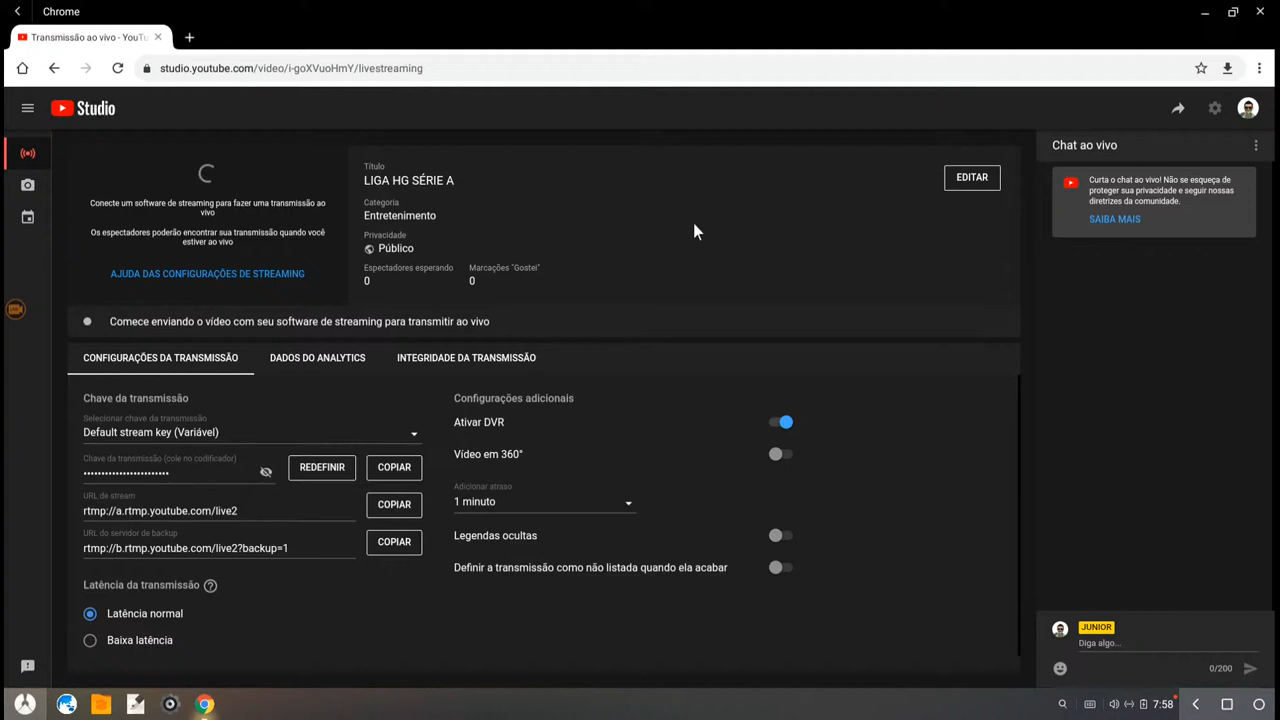 Chrome
Transmissão ao vivo - YouTu
studio.youtube.com/video/i-goXVuoHmY/livestreaming
Studio
Conecte um software de streaming para fazer uma transmissão ao
vivo
Os espectadores poderão encontrar sua transmissão quando você
estiver ao vivo
AJUDA DAS CONFIGURAÇÕES DE STREAMING
Título
LIGA HG SÉRIE A
EDITAR
Categoria
Entretenimento
Privacidade
Público
Espectadores esperando
0
Marcações "Gostei"
0
Comece enviando o vídeo com seu software de streaming para transmitir ao vivo
CONFIGURAÇÕES DA TRANSMISSÃO
DADOS DO ANALYTICS
INTEGRIDADE DA TRANSMISSÃO
Chave da transmissão
Selecionar chave da transmissão
Default stream key (Variável)
Chave da transmissão (cole no codificador)
•••••••••••••••••••••••
REDEFINIR
COPIAR
URL de stream
rtmp://a.rtmp.youtube.com/live2
COPIAR
URL do servidor de backup
rtmp://b.rtmp.youtube.com/live2?backup=1
COPIAR
Latência da transmissão
Latência normal
Baixa latência
Configurações adicionais
Ativar DVR
Vídeo em 360°
Adicionar atraso
1 minuto
Legendas ocultas
Definir a transmissão como não listada quando ela acabar
Chat ao vivo
Curta o chat ao vivo! Não se esqueça de
proteger sua privacidade e seguir nossas
diretrizes da comunidade.
SAIBA MAIS
JUNIOR
Diga algo...
0/200
7:58